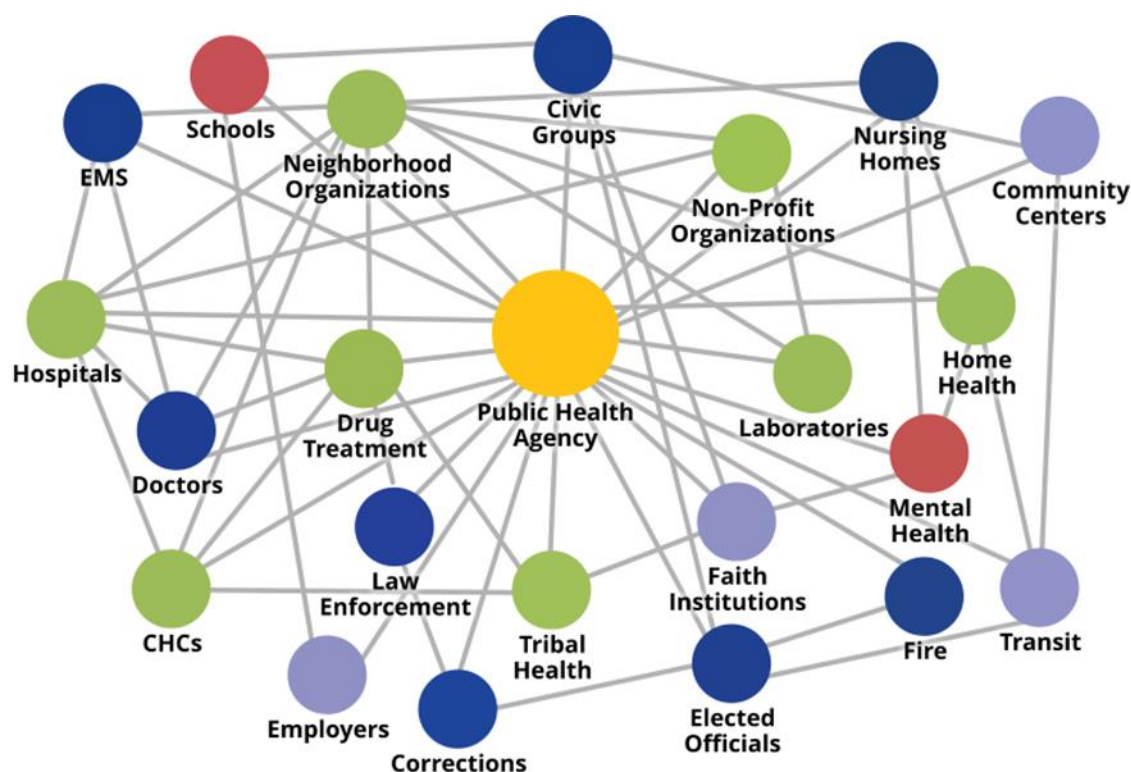 Schools
Civic
Groups
EMS
Neighborhood
Organizations
Nursing
Homes
Non-Profit
Organizations
Community
Centers
Hospitals
Drug
Treatment
Public Health
Agency
Laboratories
Home
Health
Doctors
Mental
Health
Law
Enforcement
Faith
Institutions
CHCs
Tribal
Health
Fire
Transit
Employers
Corrections
Elected
Officials